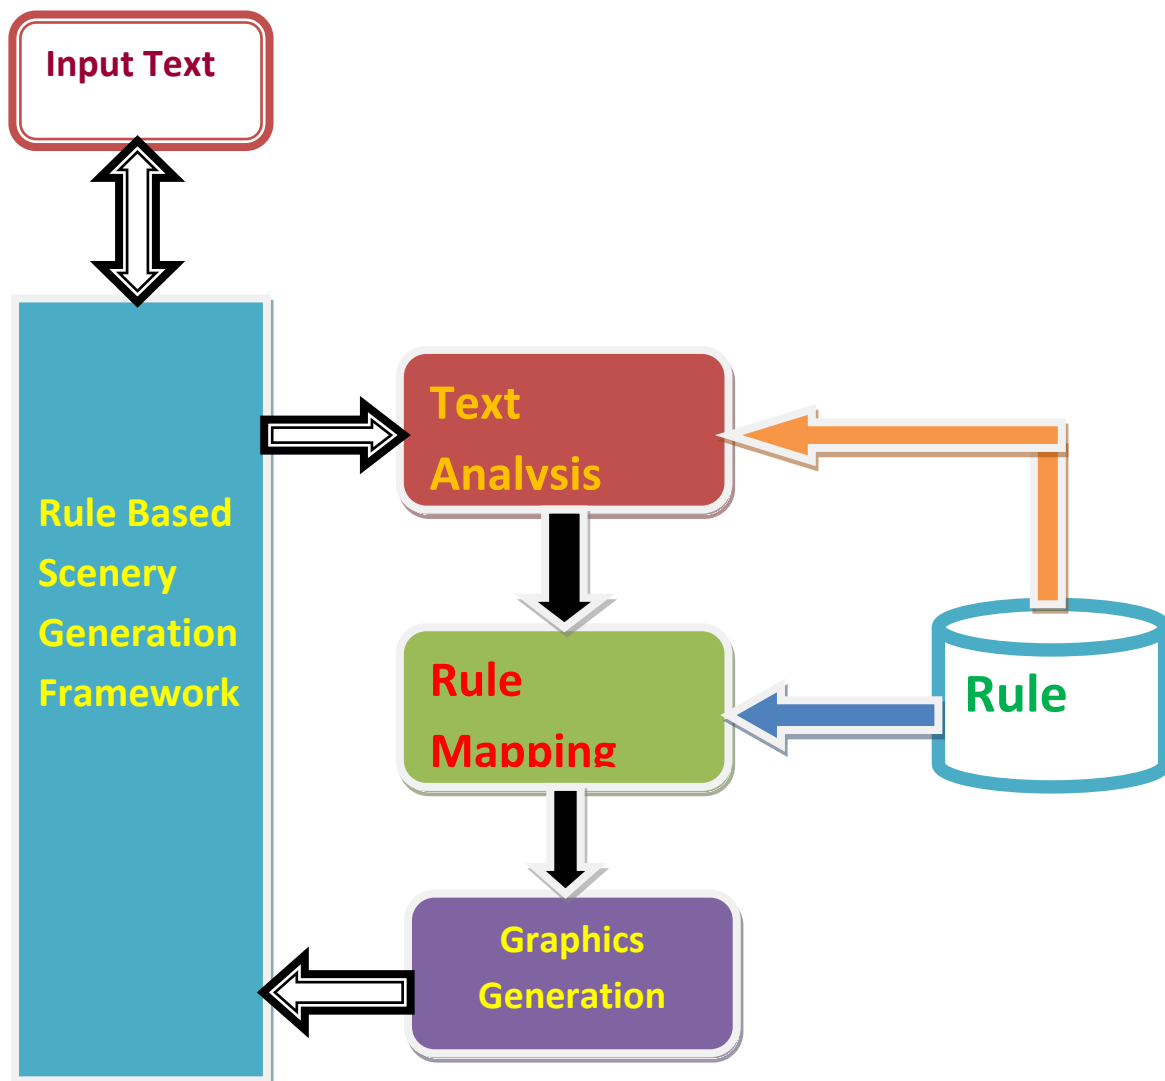 Input Text
Text
Analysis
Rule Based
Scenery
Generation
Framework
Rule
Mapping
Rule
Graphics
Generation